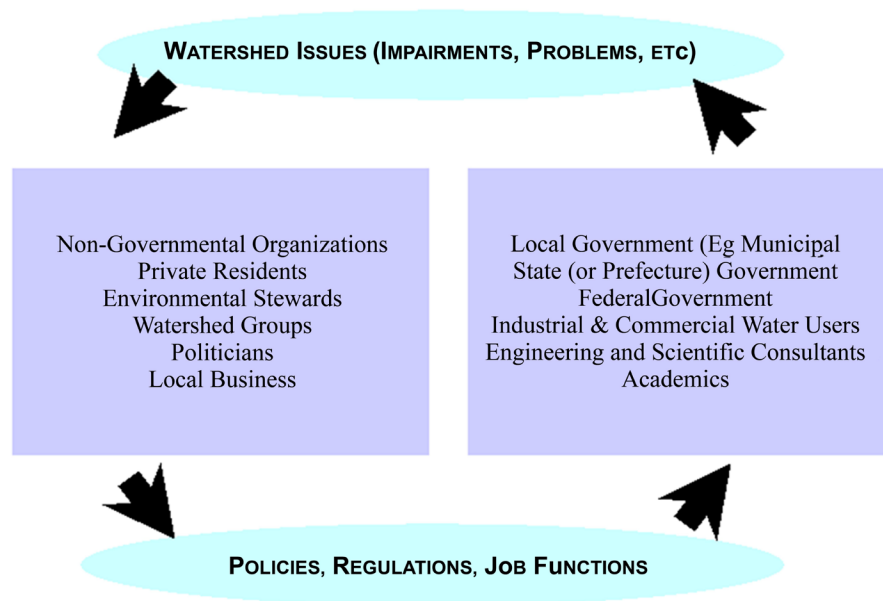 WATERSHED ISSUES (IMPAIRMENTS, PROBLEMS, ETC)
Non-Governmental Organizations
Private Residents
Environmental Stewards
Watershed Groups
Politicians
Local Business
Local Government (Eg Municipal
State (or Prefecture) Government
FederalGovernment
Industrial & Commercial Water Users
Engineering and Scientific Consultants
Academics
POLICIES, REGULATIONS, JOB FUNCTIONS